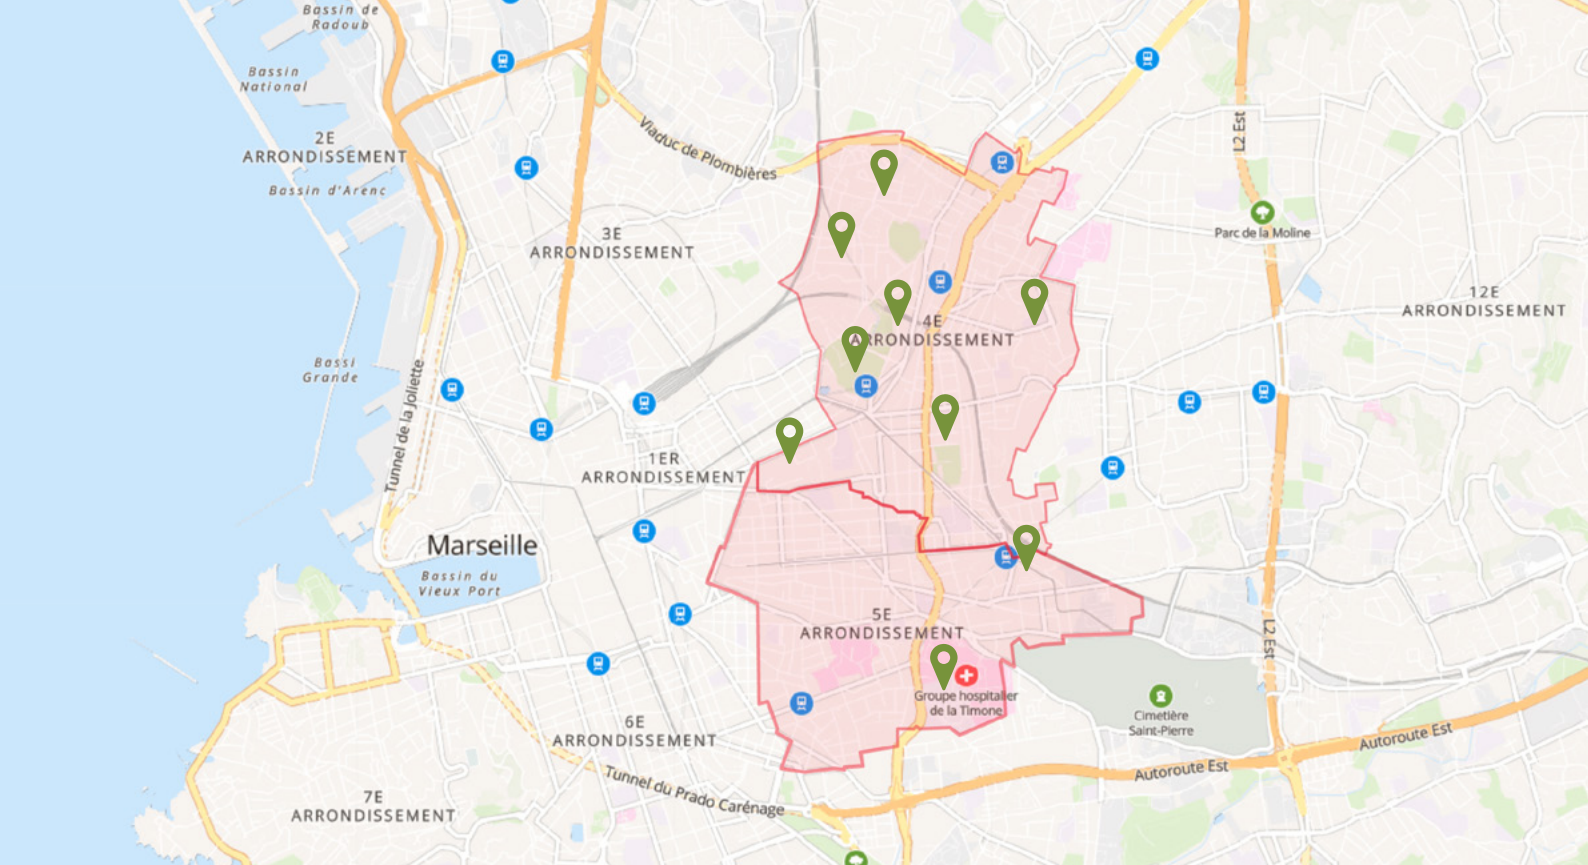 Bassin de
Radoub
Bassin
National
2E
ARRONDISSEMENT
Bassin d'Arenc
Viaduc de Plombières
L2 Est
3E
ARRONDISSEMENT
Parc de la Moline
12E
ARRONDISSEMENT
4E
ARRONDISSEMENT
Bassi
Grande
Tunnel de la Joliette
1ER
ARRONDISSEMENT
Marseille
Bassin du
Vieux Port
5E
ARRONDISSEMENT
L2 Est
Groupe hospitalier
de la Timone
Cimetière
Saint-Pierre
6E
ARRONDISSEMENT
Autoroute Est
Autoroute Est
Tunnel du Prado Carénage
7E
ARRONDISSEMENT